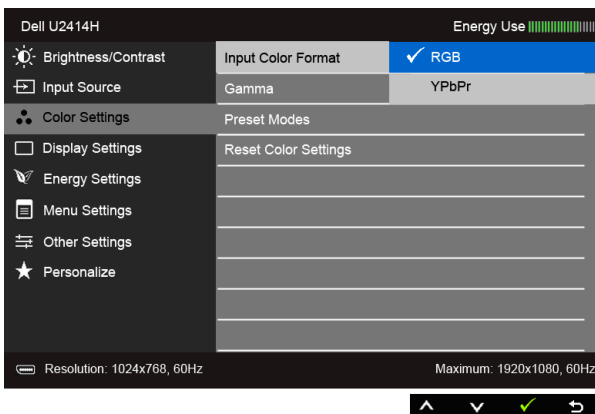 Dell U2414H
Energy Use
Brightness/Contrast
Input Color Format
RGB
Input Source
Gamma
YPbPr
Color Settings
Preset Modes
Display Settings
Reset Color Settings
Energy Settings
Menu Settings
Other Settings
Personalize
Resolution: 1024x768, 60Hz
Maximum: 1920x1080, 60Hz